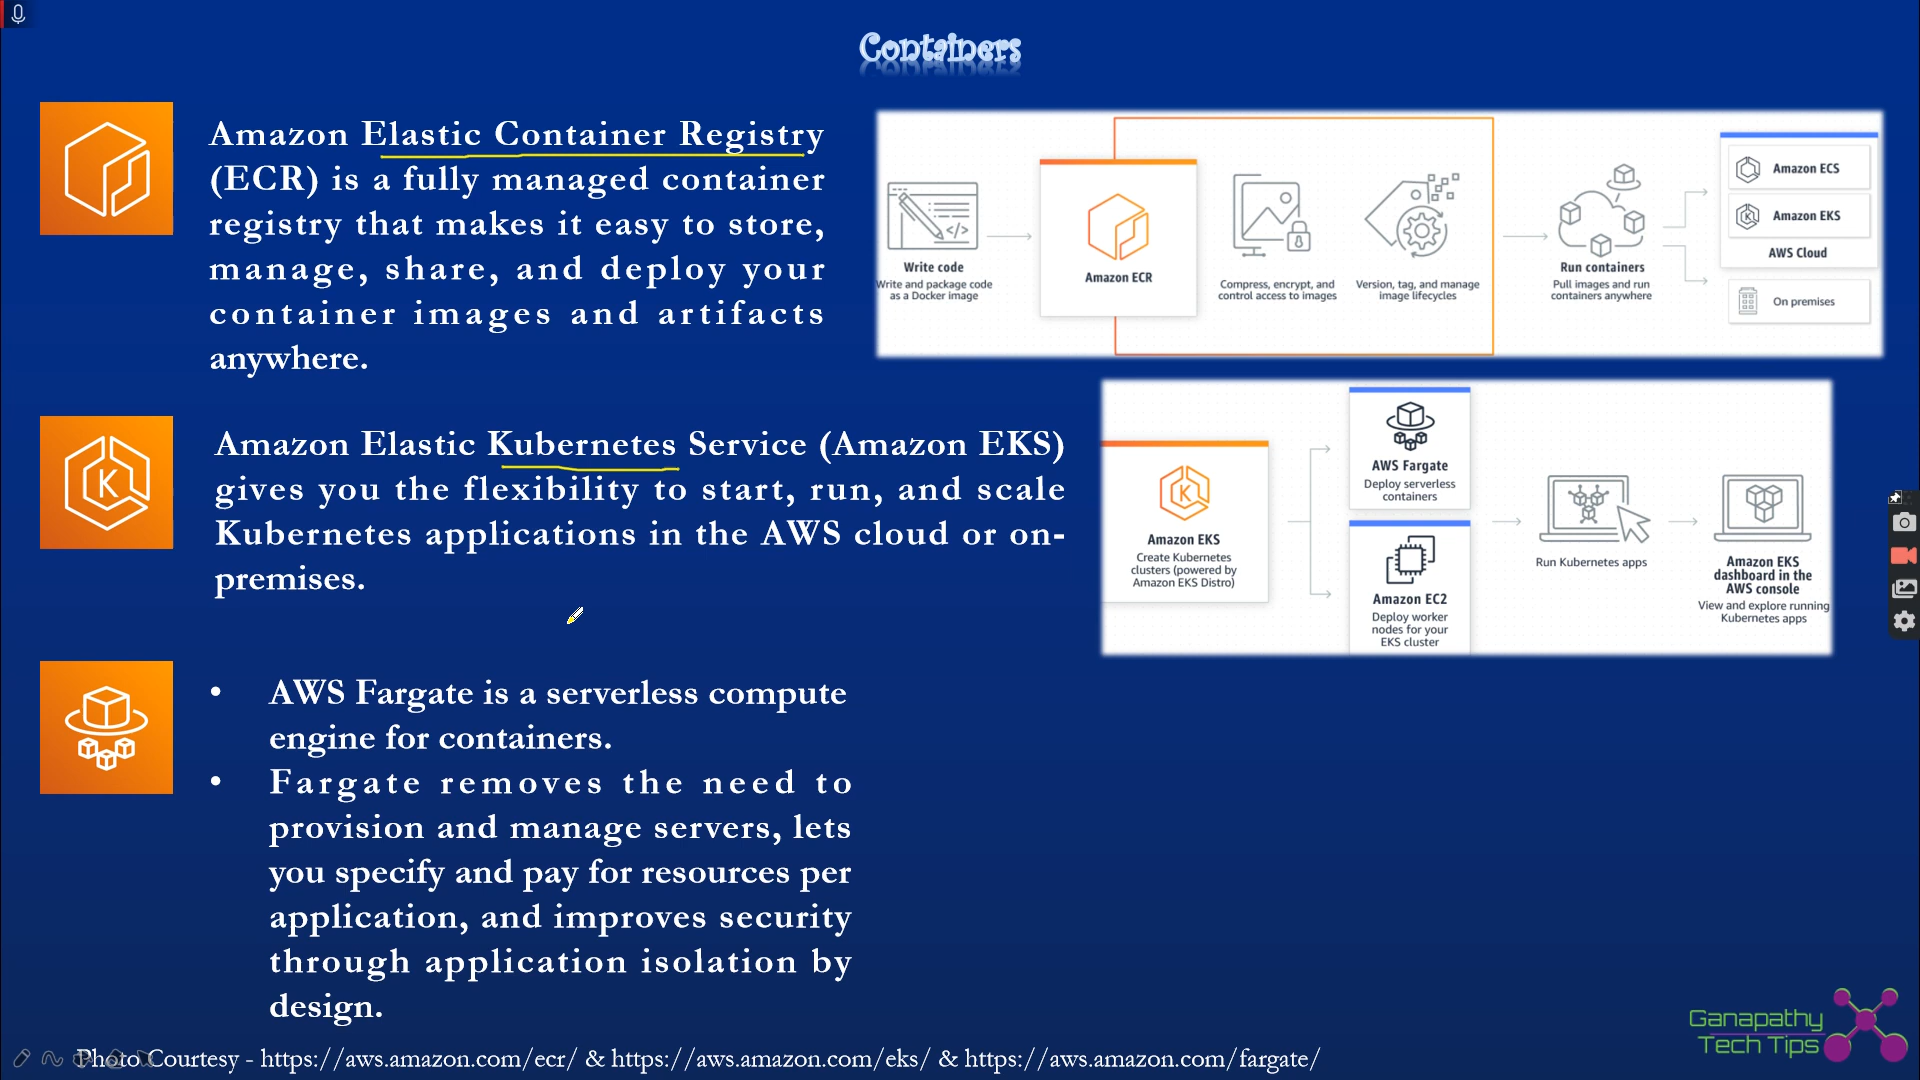 Containers
Amazon Elastic Container Registry
(ECR) is a fully managed container
registry that makes it easy to store,
manage, share, and deploy your
container images and artifacts
anywhere.
Write code
Write and package code
as a Docker image
Amazon ECR
Compress, encrypt, and
control access to images
Version, tag, and manage
image lifecycles
Run containers
Pull images and run
containers anywhere
Amazon ECS
Amazon EKS
AWS Cloud
On premises
K
Amazon Elastic Kubernetes Service (Amazon EKS)
gives you the flexibility to start, run, and scale
Kubernetes applications in the AWS cloud or on-
premises.
K
Amazon EKS
Create Kubernetes
clusters (powered by
Amazon EKS Distro)
AWS Fargate
Deploy serverless
containers
Amazon EC2
Deploy worker
nodes for your
EKS cluster
Run Kubernetes apps
Amazon EKS
dashboard in the
AWS console
View and explore running
Kubernetes apps
• AWS Fargate is a serverless compute
engine for containers.
• Fargate removes the need to
provision and manage servers, lets
you specify and pay for resources per
application, and improves security
through application isolation by
design.
Photo Courtesy - https://aws.amazon.com/ecr/ & https://aws.amazon.com/eks/ & https://aws.amazon.com/fargate/
Ganapathy
Tech Tips